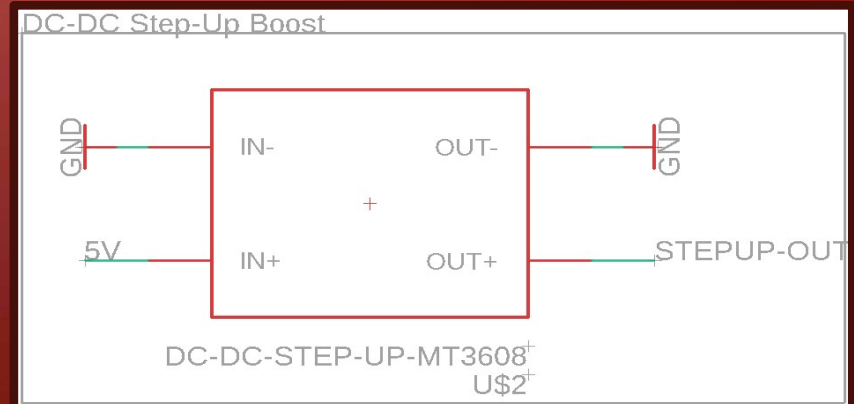 DC-DC Step-Up Boost
GND
IN-
OUT-
GND
5V
IN+
OUT+
STEPUP-OUT
DC-DC-STEP-UP-MT3608
U$2